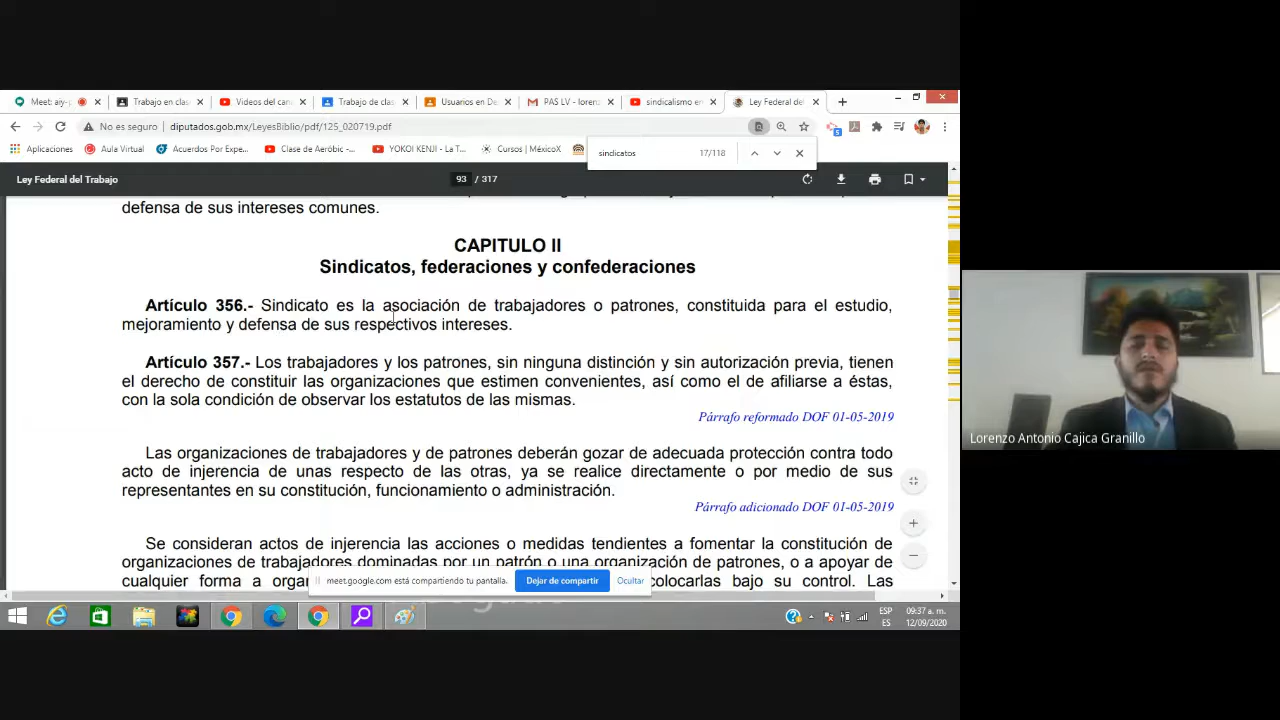 Meet: aiy-
Trabajo en clas
Videos del can
Trabajo de clas
Usuarios en De
PAS LV - loren
sindicalismo en
Ley Federal del
No es seguro
diputados.gob.mx/LeyesBiblio/pdf/125_020719.pdf
Aplicaciones
Aula Virtual
Acuerdos Por Expe...
Clase de Aeróbic -...
YOKOI KENJI - La T...
Cursos | MéxicoX
sindicatos
17/118
Ley Federal del Trabajo
93 / 317
defensa de sus intereses comunes.
CAPITULO II
Sindicatos, federaciones y confederaciones
Artículo 356.- Sindicato es la asociación de trabajadores o patrones, constituida para el estudio,
mejoramiento y defensa de sus respectivos intereses.
Artículo 357.- Los trabajadores y los patrones, sin ninguna distinción y sin autorización previa, tienen
el derecho de constituir las organizaciones que estimen convenientes, así como el de afiliarse a éstas,
con la sola condición de observar los estatutos de las mismas.
Párrafo reformado DOF 01-05-2019
Las organizaciones de trabajadores y de patrones deberán gozar de adecuada protección contra todo
acto de injerencia de unas respecto de las otras, ya se realice directamente o por medio de sus
representantes en su constitución, funcionamiento o administración.
Párrafo adicionado DOF 01-05-2019
Se consideran actos de injerencia las acciones o medidas tendientes a fomentar la constitución de
organizaciones de trabajadores dominadas por un patrón o una organización de patrones, o a apoyar de
cualquier forma a orga colocarlas bajo su control. Las
meet.google.com está compartiendo tu pantalla.
Dejar de compartir
Ocultar
ESP
ES
09:37 a. m.
12/09/2020
Lorenzo Antonio Cajica Granillo